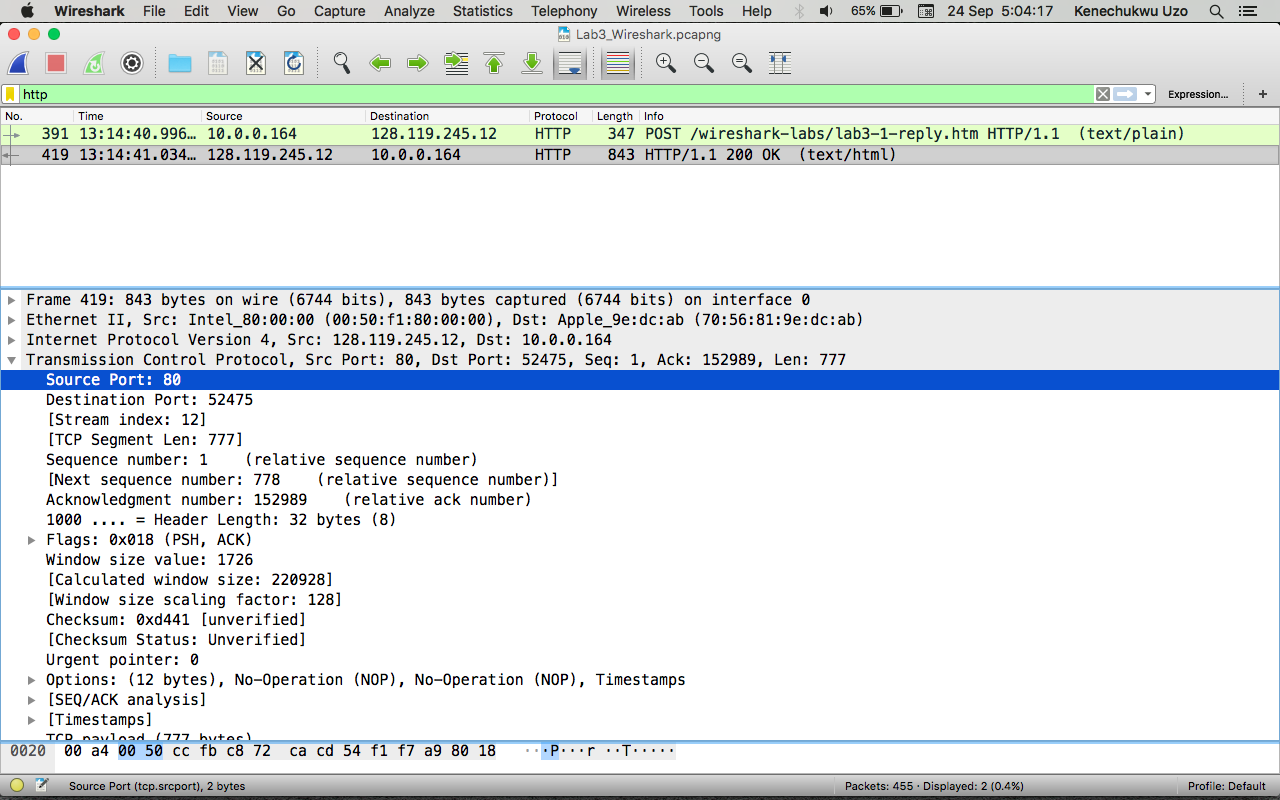 Wireshark File Edit View Go Capture Analyze Statistics Telephony Wireless Tools Help 65% 24 Sep 5:04:17 Kenechukwu Uzo
Lab3_Wireshark.pcapng
http Expression... +
No. Time Source Destination Protocol Length Info
391 13:14:40.996… 10.0.0.164 128.119.245.12 HTTP 347 POST /wireshark-labs/lab3-1-reply.htm HTTP/1.1 (text/plain)
419 13:14:41.034… 128.119.245.12 10.0.0.164 HTTP 843 HTTP/1.1 200 OK (text/html)
Frame 419: 843 bytes on wire (6744 bits), 843 bytes captured (6744 bits) on interface 0
Ethernet II, Src: Intel_80:00:00 (00:50:f1:80:00:00), Dst: Apple_9e:dc:ab (70:56:81:9e:dc:ab)
Internet Protocol Version 4, Src: 128.119.245.12, Dst: 10.0.0.164
Transmission Control Protocol, Src Port: 80, Dst Port: 52475, Seq: 1, Ack: 152989, Len: 777
Source Port: 80
Destination Port: 52475
[Stream index: 12]
[TCP Segment Len: 777]
Sequence number: 1 (relative sequence number)
[Next sequence number: 778 (relative sequence number)]
Acknowledgment number: 152989 (relative ack number)
1000 .... = Header Length: 32 bytes (8)
Flags: 0x018 (PSH, ACK)
Window size value: 1726
[Calculated window size: 220928]
[Window size scaling factor: 128]
Checksum: 0xd441 [unverified]
[Checksum Status: Unverified]
Urgent pointer: 0
Options: (12 bytes), No-Operation (NOP), No-Operation (NOP), Timestamps
[SEQ/ACK analysis]
[Timestamps]
TCP payload (777 bytes)
0020 00 a4 00 50 cc fb c8 72 ca cd 54 f1 f7 a9 80 18 ···P···r ··T·····
Source Port (tcp.srcport), 2 bytes Packets: 455 · Displayed: 2 (0.4%) Profile: Default